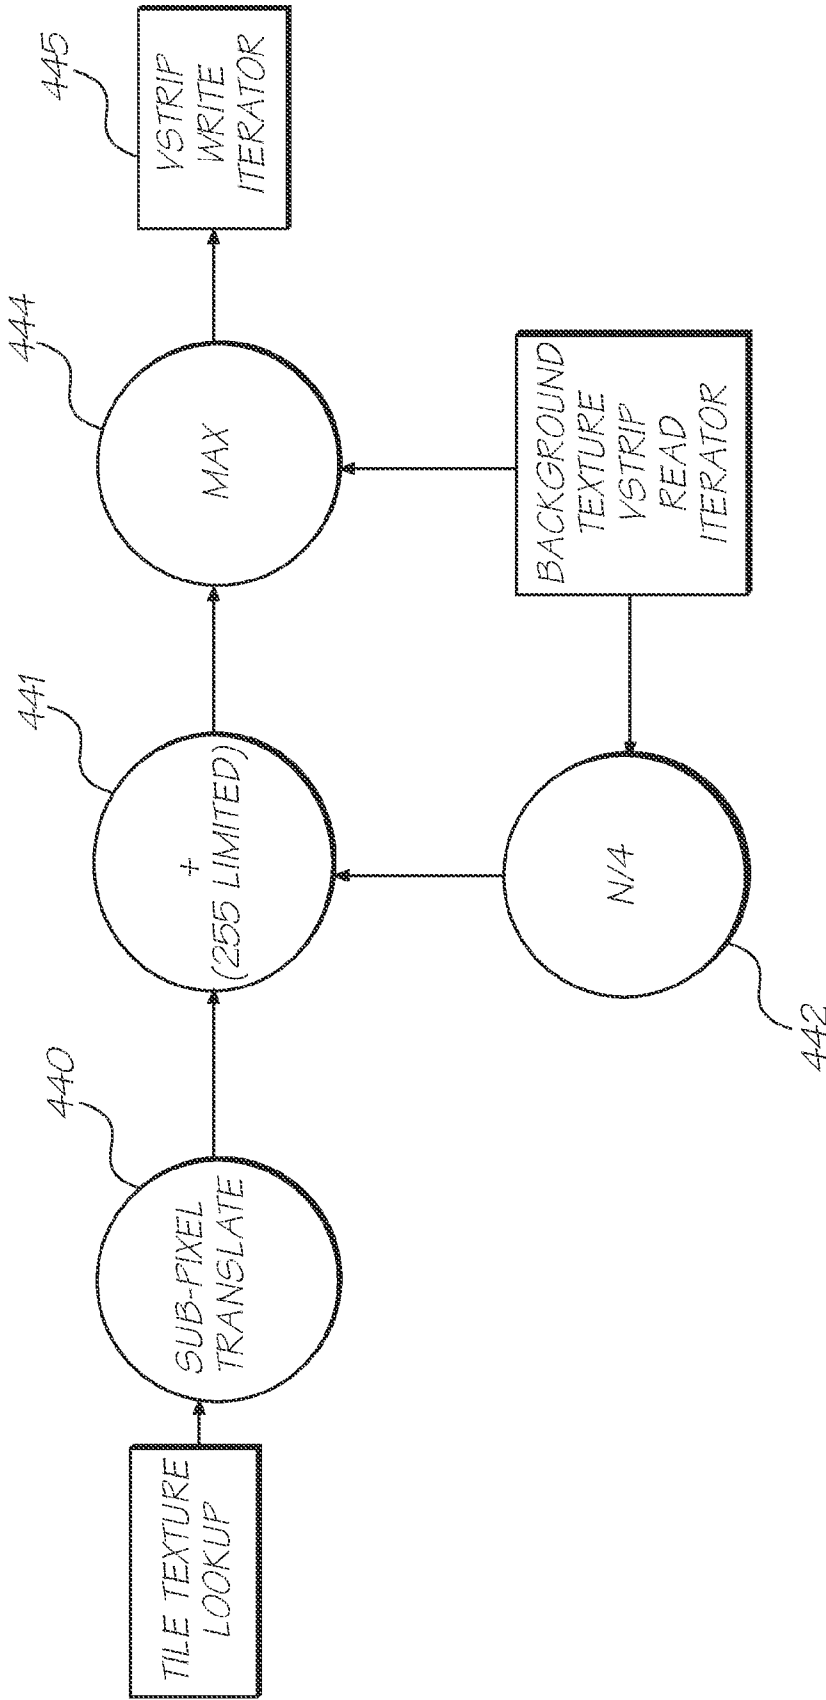 TILE TEXTURE
LOOKUP
440
SUB-PIXEL
TRANSLATE
441
+
(255 LIMITED)
444
MAX
445
VSTRIP
WRITE
ITERATOR
442
N/4
BACKGROUND
TEXTURE
VSTRIP
READ
ITERATOR